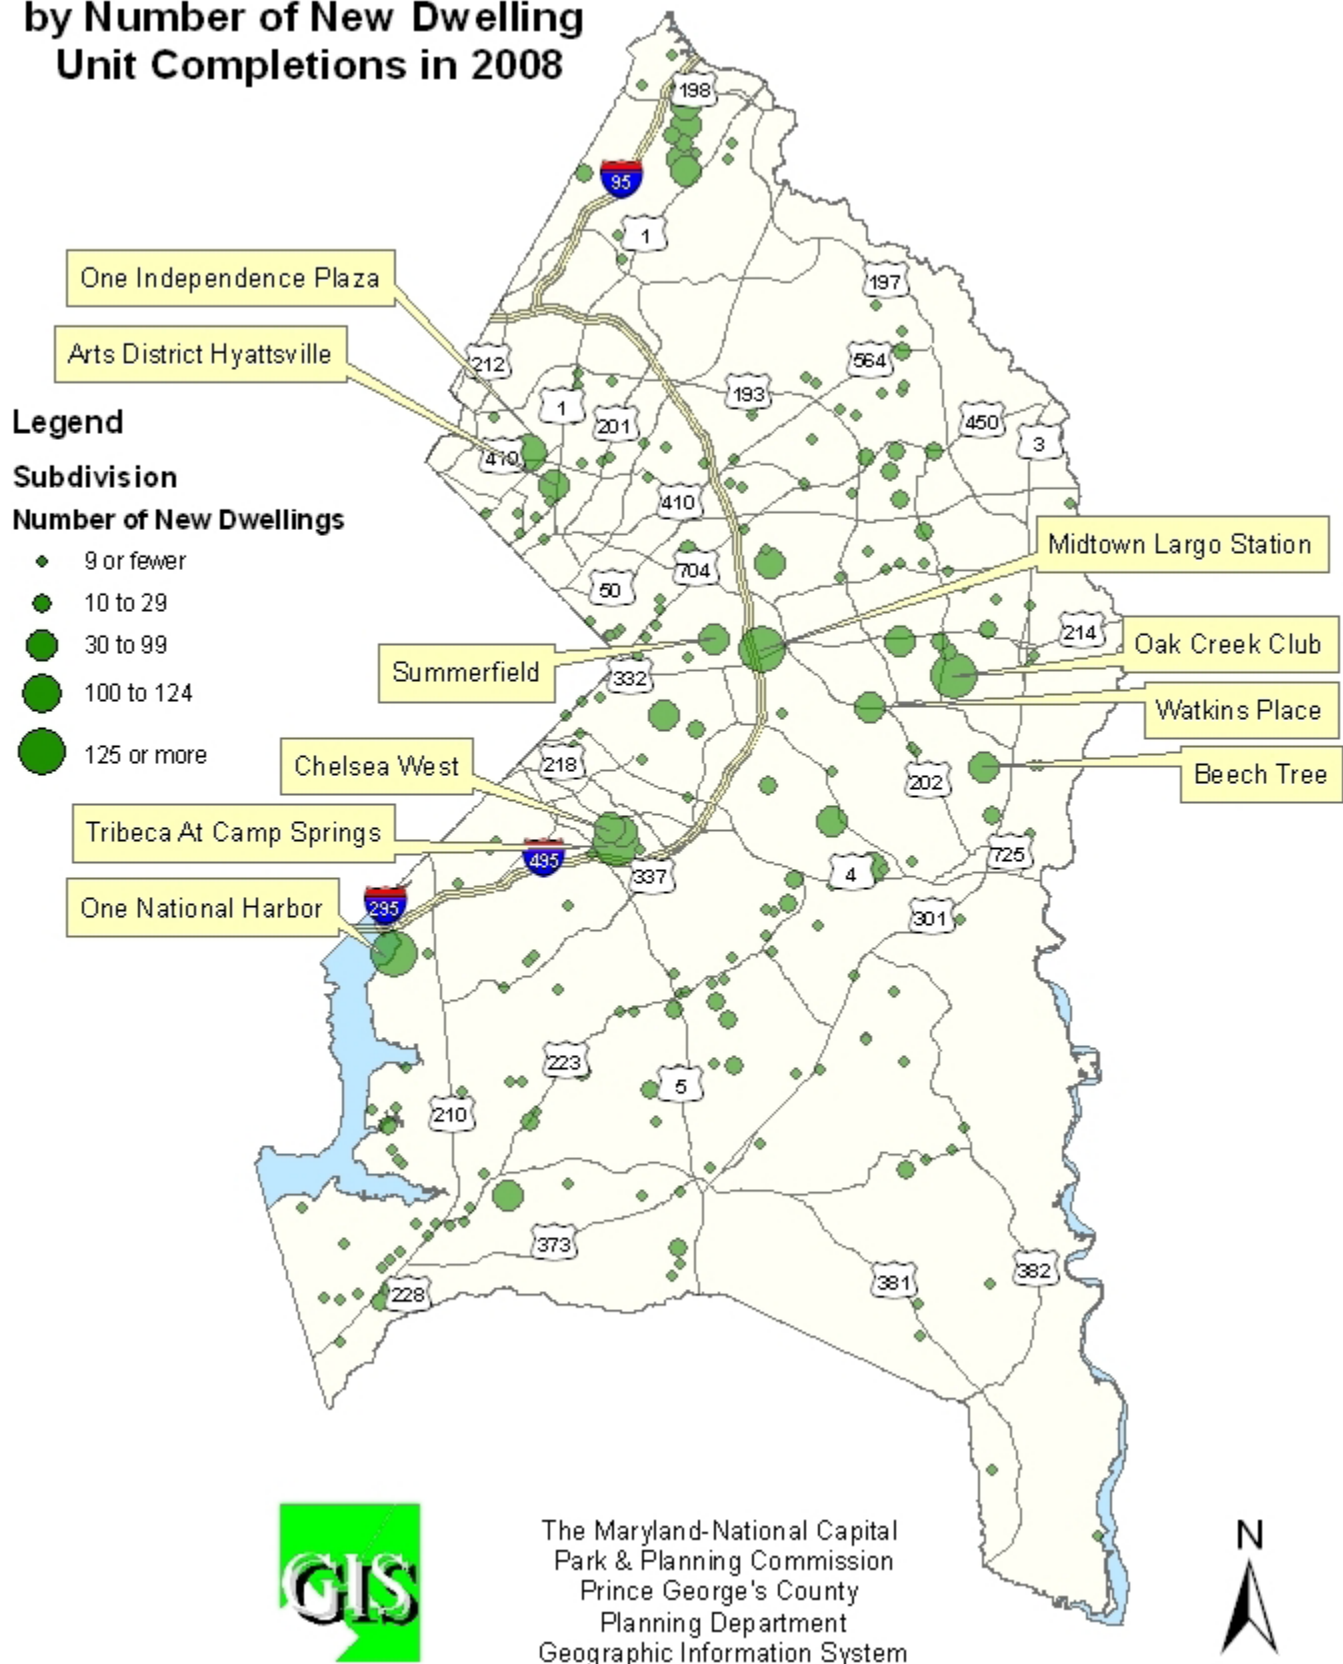 by Number of New Dwelling
Unit Completions in 2008
198
95
1
197
One Independence Plaza
Arts District Hyattsville
212
564
193
1
201
450
3
410
410
Legend
Subdivision
Number of New Dwellings
9 or fewer
10 to 29
30 to 99
100 to 124
125 or more
Midtown Largo Station
704
50
214
Oak Creek Club
Summerfield
332
Watkins Place
Chelsea West
218
202
Beech Tree
Tribeca At Camp Springs
495
337
4
725
One National Harbor
295
301
223
5
210
373
228
381
382
GIS
The Maryland-National Capital
Park & Planning Commission
Prince George's County
Planning Department
Geographic Information System
N